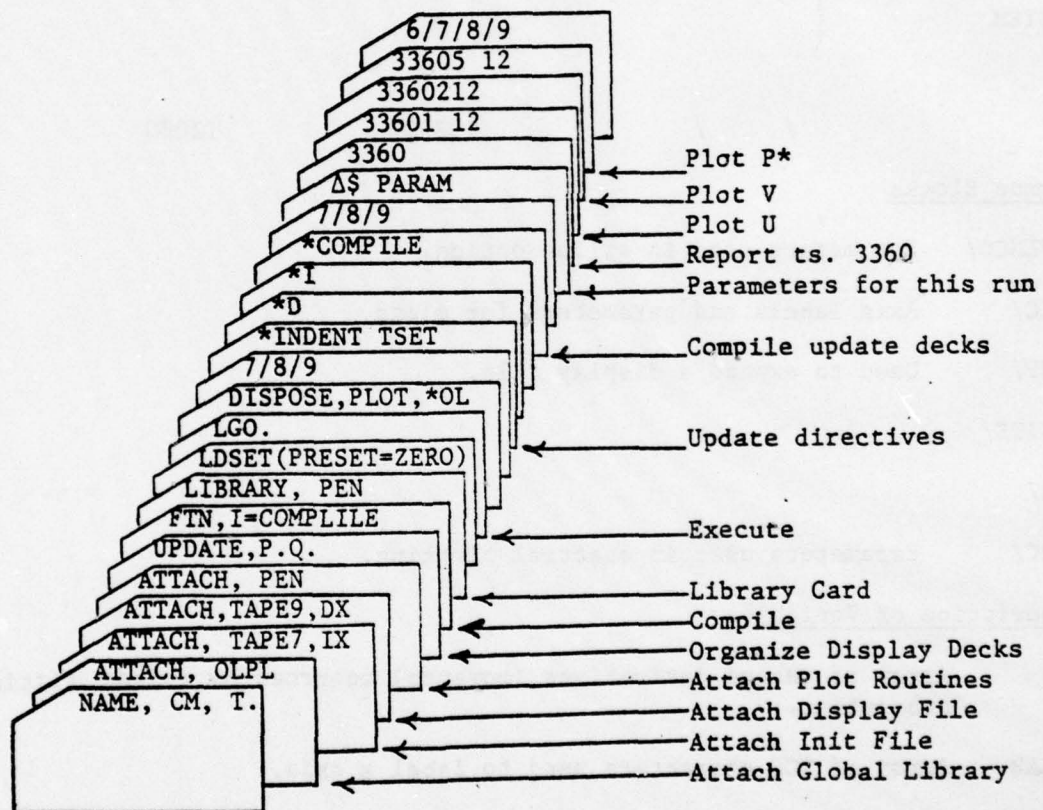 6/7/8/9
33605 12
3360212
33601 12
3360
Δ$ PARAM
7/8/9
*COMPILE
*I
*D
*INDENT TSET
7/8/9
DISPOSE,PLOT,*OL
LGO.
LDSET(PRESET=ZERO)
LIBRARY, PEN
FTN,I=COMPLILE
UPDATE,P.Q.
ATTACH, PEN
ATTACH,TAPE9,DX
ATTACH, TAPE7,IX
ATTACH, OLPL
NAME, CM, T.
Plot P*
Plot V
Plot U
Report ts. 3360
Parameters for this run
Compile update decks
Update directives
Execute
Library Card
Compile
Organize Display Decks
Attach Plot Routines
Attach Display File
Attach Init File
Attach Global Library